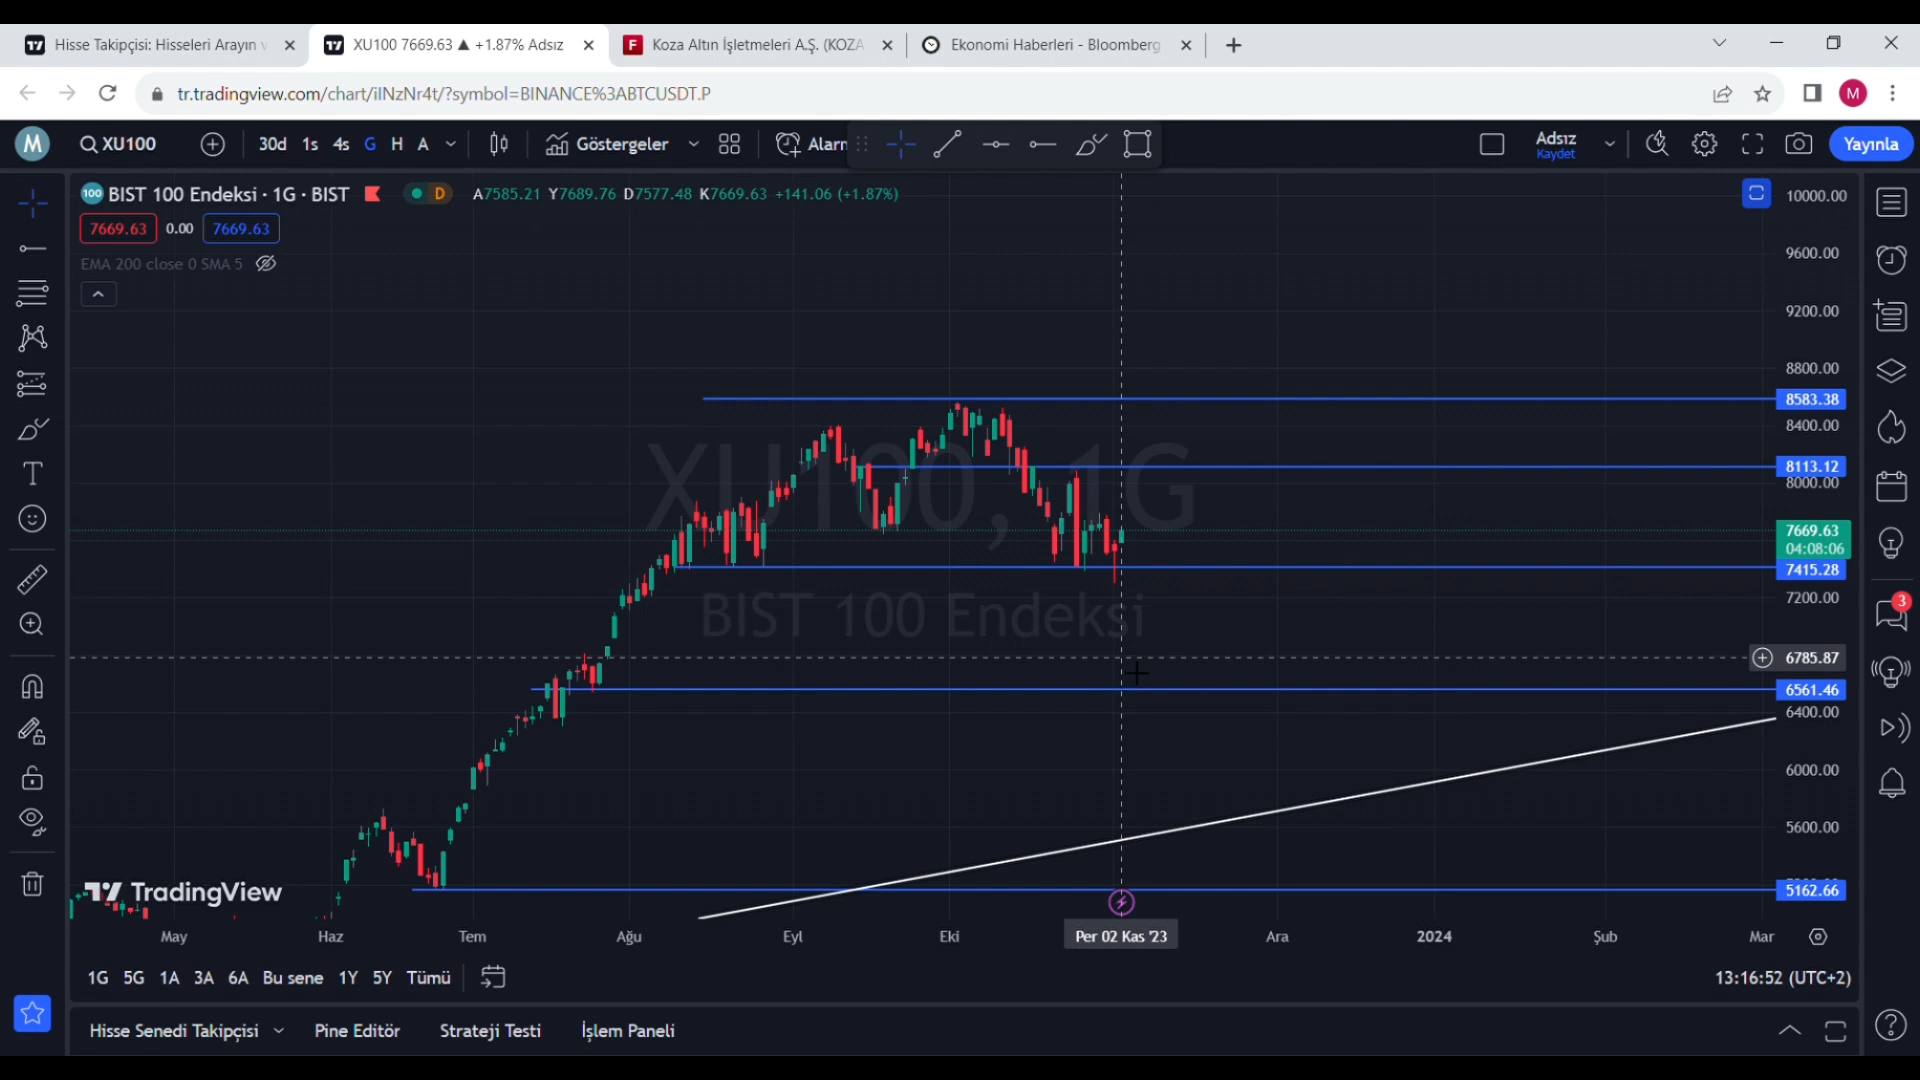 Hisse Takipçisi: Hisseleri Arayın v
XU100 7669.63 ▲ +1.87% Adsız
Koza Altın İşletmeleri A.Ş. (KOZA
Ekonomi Haberleri - Bloomberg
tr.tradingview.com/chart/iINzNr4t/?symbol=BINANCE%3ABTCUSDT.P
M
M
XU100
30d 1s 4s G H A
Göstergeler
Alarm
Adsız
Kaydet
Yayınla
100 BIST 100 Endeksi · 1G · BIST
D
A7585.21 Y7689.76 D7577.48 K7669.63 +141.06 (+1.87%)
7669.63 0.00 7669.63
EMA 200 close 0 SMA 5
XU100, 1G
BIST 100 Endeksi
10000.00
9600.00
9200.00
8800.00
8583.38
8400.00
8113.12
8000.00
7669.63
04:08:06
7415.28
7200.00
6785.87
6561.46
6400.00
6000.00
5600.00
5162.66
3
TradingView
May Haz Tem Ağu Eyl Eki Per 02 Kas '23 Ara 2024 Şub Mar
1G 5G 1A 3A 6A Bu sene 1Y 5Y Tümü
13:16:52 (UTC+2)
Hisse Senedi Takipçisi Pine Editör Strateji Testi İşlem Paneli